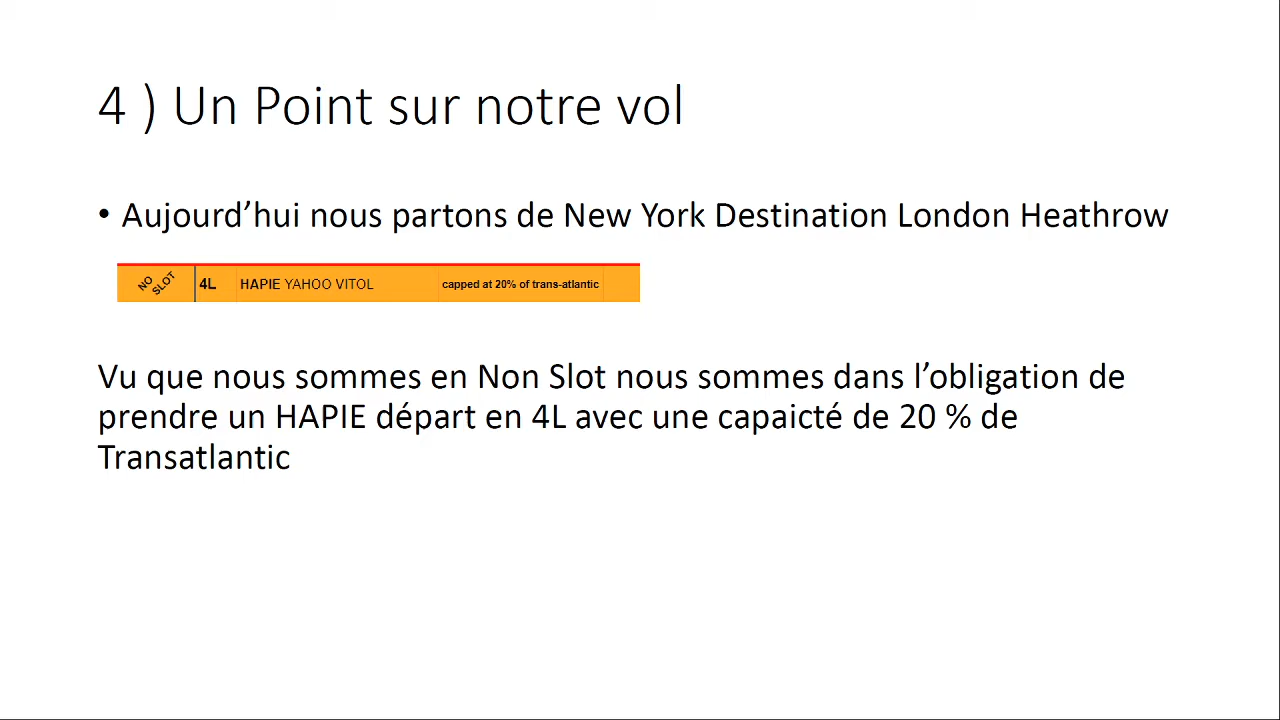 4 ) Un Point sur notre vol
• Aujourd’hui nous partons de New York Destination London Heathrow
NO SLOT 4L HAPIE YAHOO VITOL capped at 20% of trans-atlantic
Vu que nous sommes en Non Slot nous sommes dans l’obligation de
prendre un HAPIE départ en 4L avec une capaicté de 20 % de
Transatlantic